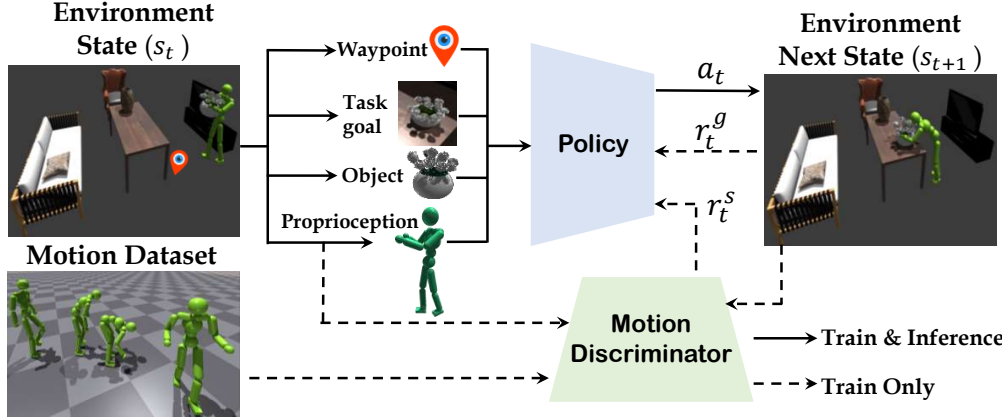 Environment
State (s_t )
Waypoint
Task
goal
Object
Proprioception
Policy
a_t
r_t^g
r_t^s
Environment
Next State (s_{t+1} )
Motion Dataset
Motion
Discriminator
Train & Inference
Train Only